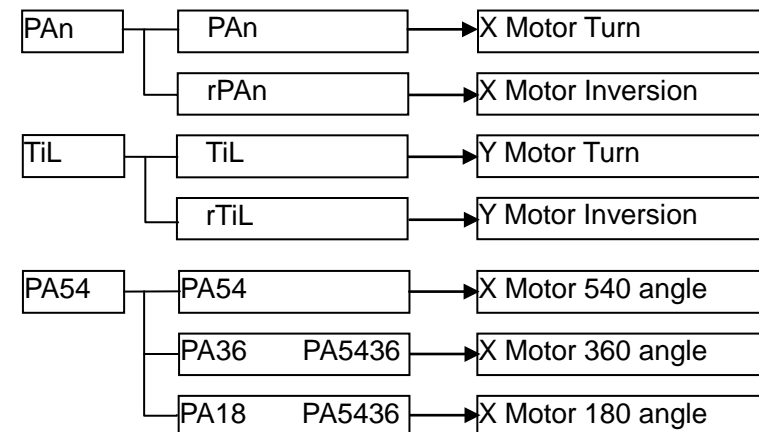 PAn PAn X Motor Turn
rPAn X Motor Inversion
TiL TiL Y Motor Turn
rTiL Y Motor Inversion
PA54 PA54 X Motor 540 angle
PA36 PA5436 X Motor 360 angle
PA18 PA5436 X Motor 180 angle